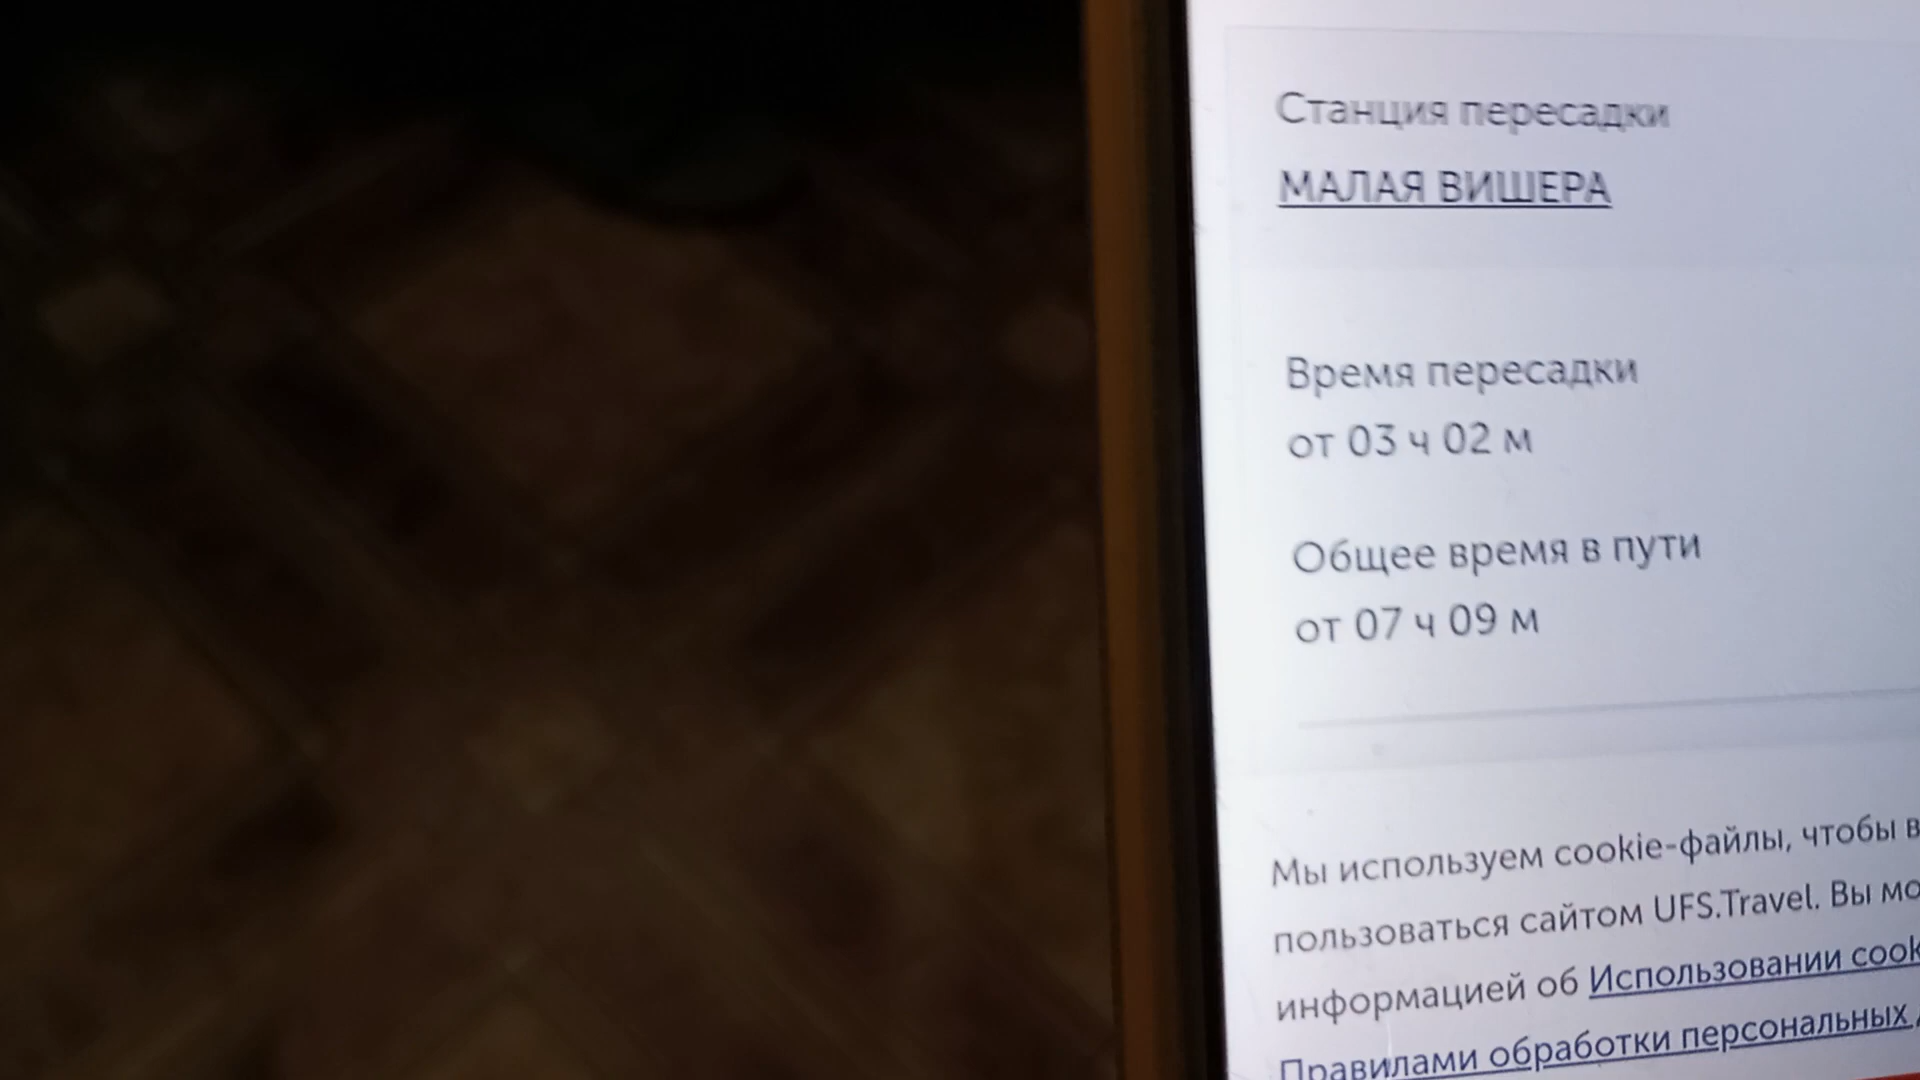 Станция пересадки
МАЛАЯ ВИШЕРА
Время пересадки
от 03 ч 02 м
Общее время в пути
от 07 ч 09 м
Мы используем cookie-файлы, чтобы
пользоваться сайтом UFS.Travel. Вы
информацией об Использовании
Правилами обработки персональных